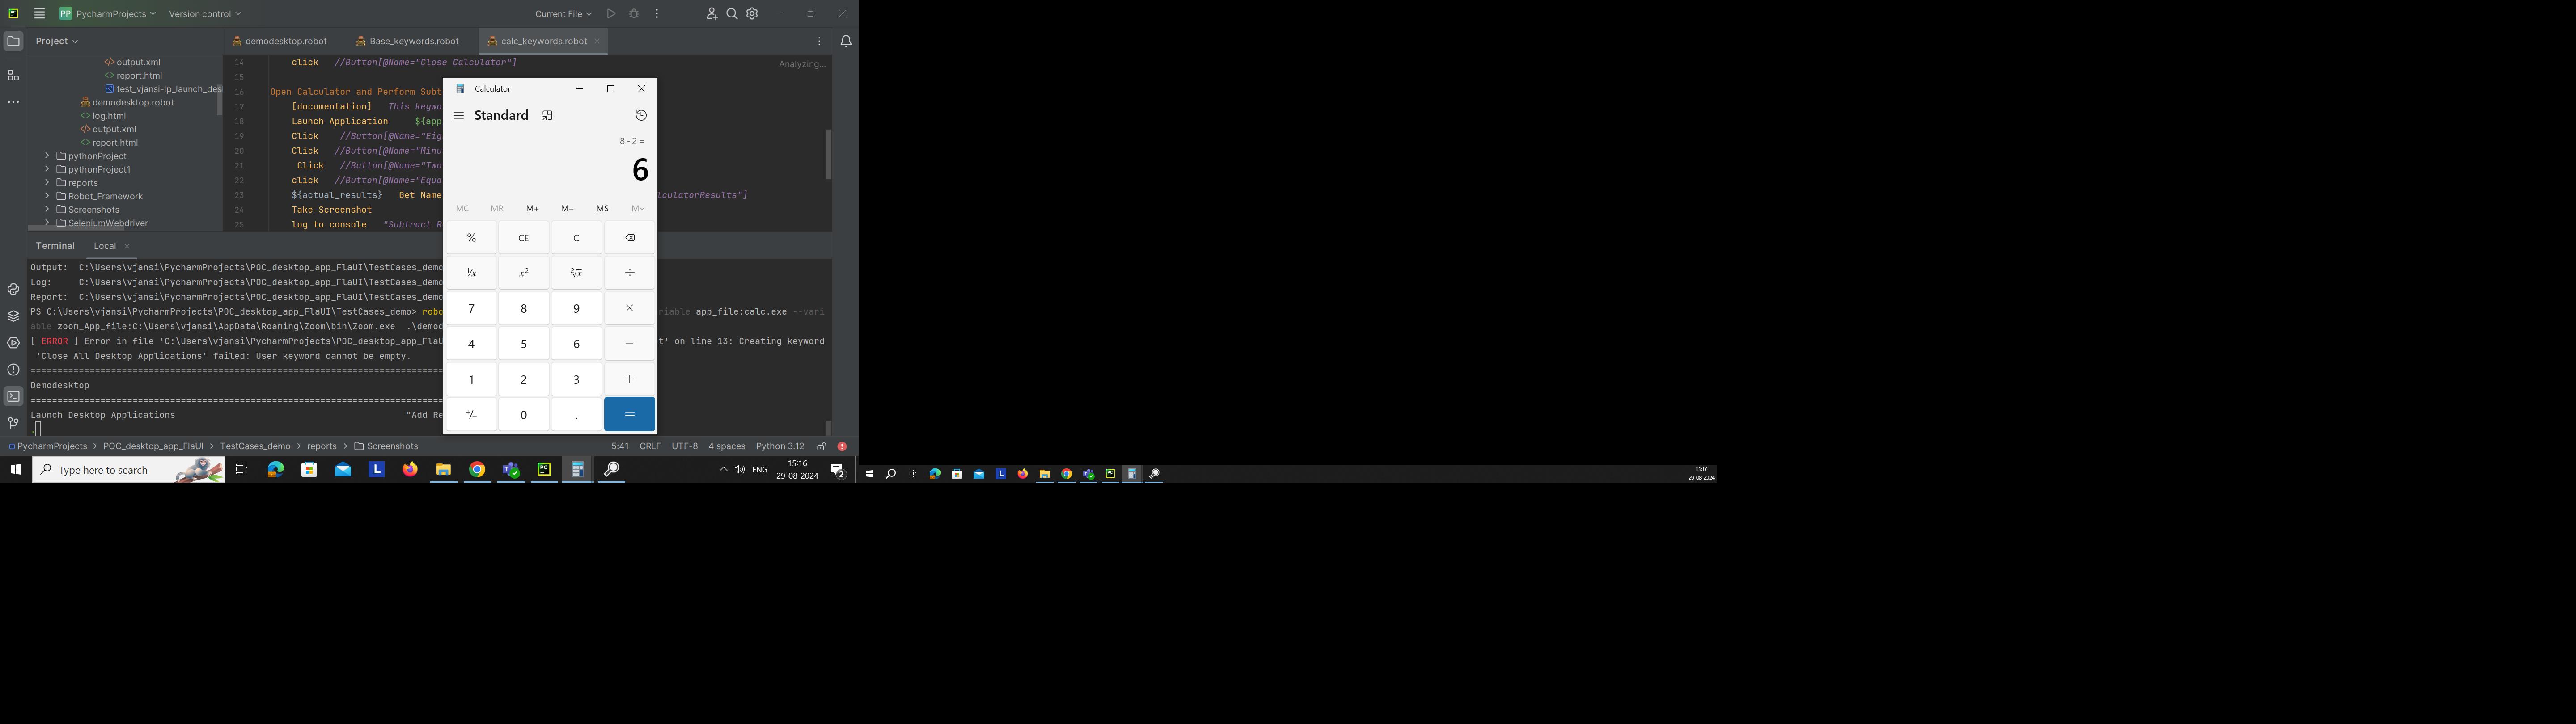 PC PP PycharmProjects Version control Current File
Project
demodesktop.robot Base_keywords.robot calc_keywords.robot
output.xml
report.html
test_vjansi-lp_launch_des
demodesktop.robot
log.html
output.xml
report.html
pythonProject
pythonProject1
reports
Robot_Framework
Screenshots
SeleniumWebdriver
14 click //Button[@Name="Close Calculator"]
Analyzing...
15
16 Open Calculator and Perform Subt
17 [documentation] This keywo
18 Launch Application ${app
19 Click //Button[@Name="Eig
20 Click //Button[@Name="Minu
21 Click //Button[@Name="Two
22 click //Button[@Name="Equa
23 ${actual_results} Get Name lculatorResults"]
24 Take Screenshot
25 log to console "Subtract R
Calculator
Standard
8 - 2 =
6
MC MR M+ M− MS M
% CE C
1/x x² ²√x ÷
7 8 9 ×
4 5 6 −
1 2 3 +
+/− 0 . =
Terminal Local
Output: C:\Users\vjansi\PycharmProjects\POC_desktop_app_FlaUI\TestCases_demo
Log: C:\Users\vjansi\PycharmProjects\POC_desktop_app_FlaUI\TestCases_demo
Report: C:\Users\vjansi\PycharmProjects\POC_desktop_app_FlaUI\TestCases_demo
PS C:\Users\vjansi\PycharmProjects\POC_desktop_app_FlaUI\TestCases_demo> robo riable app_file:calc.exe --vari
able zoom_App_file:C:\Users\vjansi\AppData\Roaming\Zoom\bin\Zoom.exe .\demod
[ ERROR ] Error in file 'C:\Users\vjansi\PycharmProjects\POC_desktop_app_FlaU t' on line 13: Creating keyword
'Close All Desktop Applications' failed: User keyword cannot be empty.
==============================================================================
Demodesktop
==============================================================================
Launch Desktop Applications "Add Re
.
PycharmProjects > POC_desktop_app_FlaUI > TestCases_demo > reports > Screenshots 5:41 CRLF UTF-8 4 spaces Python 3.12
Type here to search
L
PC
ENG
15:16
29-08-2024
2
L
15:16
29-08-2024